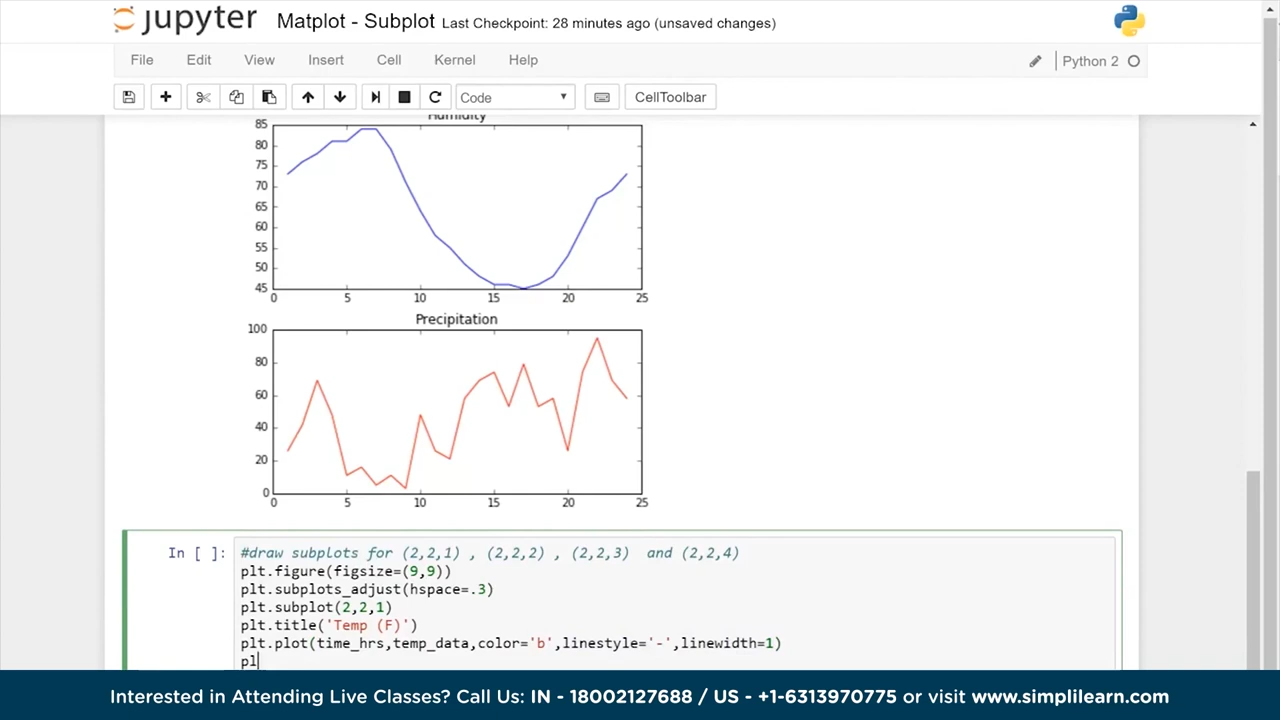 jupyter Matplot - Subplot Last Checkpoint: 28 minutes ago (unsaved changes)
File Edit View Insert Cell Kernel Help Python 2
Code CellToolbar
Humidity
85
80
75
70
65
60
55
50
45
0 5 10 15 20 25
Precipitation
100
80
60
40
20
0
0 5 10 15 20 25
In [ ]: #draw subplots for (2,2,1) , (2,2,2) , (2,2,3)  and (2,2,4)
plt.figure(figsize=(9,9))
plt.subplots_adjust(hspace=.3)
plt.subplot(2,2,1)
plt.title('Temp (F)')
plt.plot(time_hrs,temp_data,color='b',linestyle='-',linewidth=1)
pl
Interested in Attending Live Classes? Call Us: IN - 18002127688 / US - +1-6313970775 or visit www.simplilearn.com